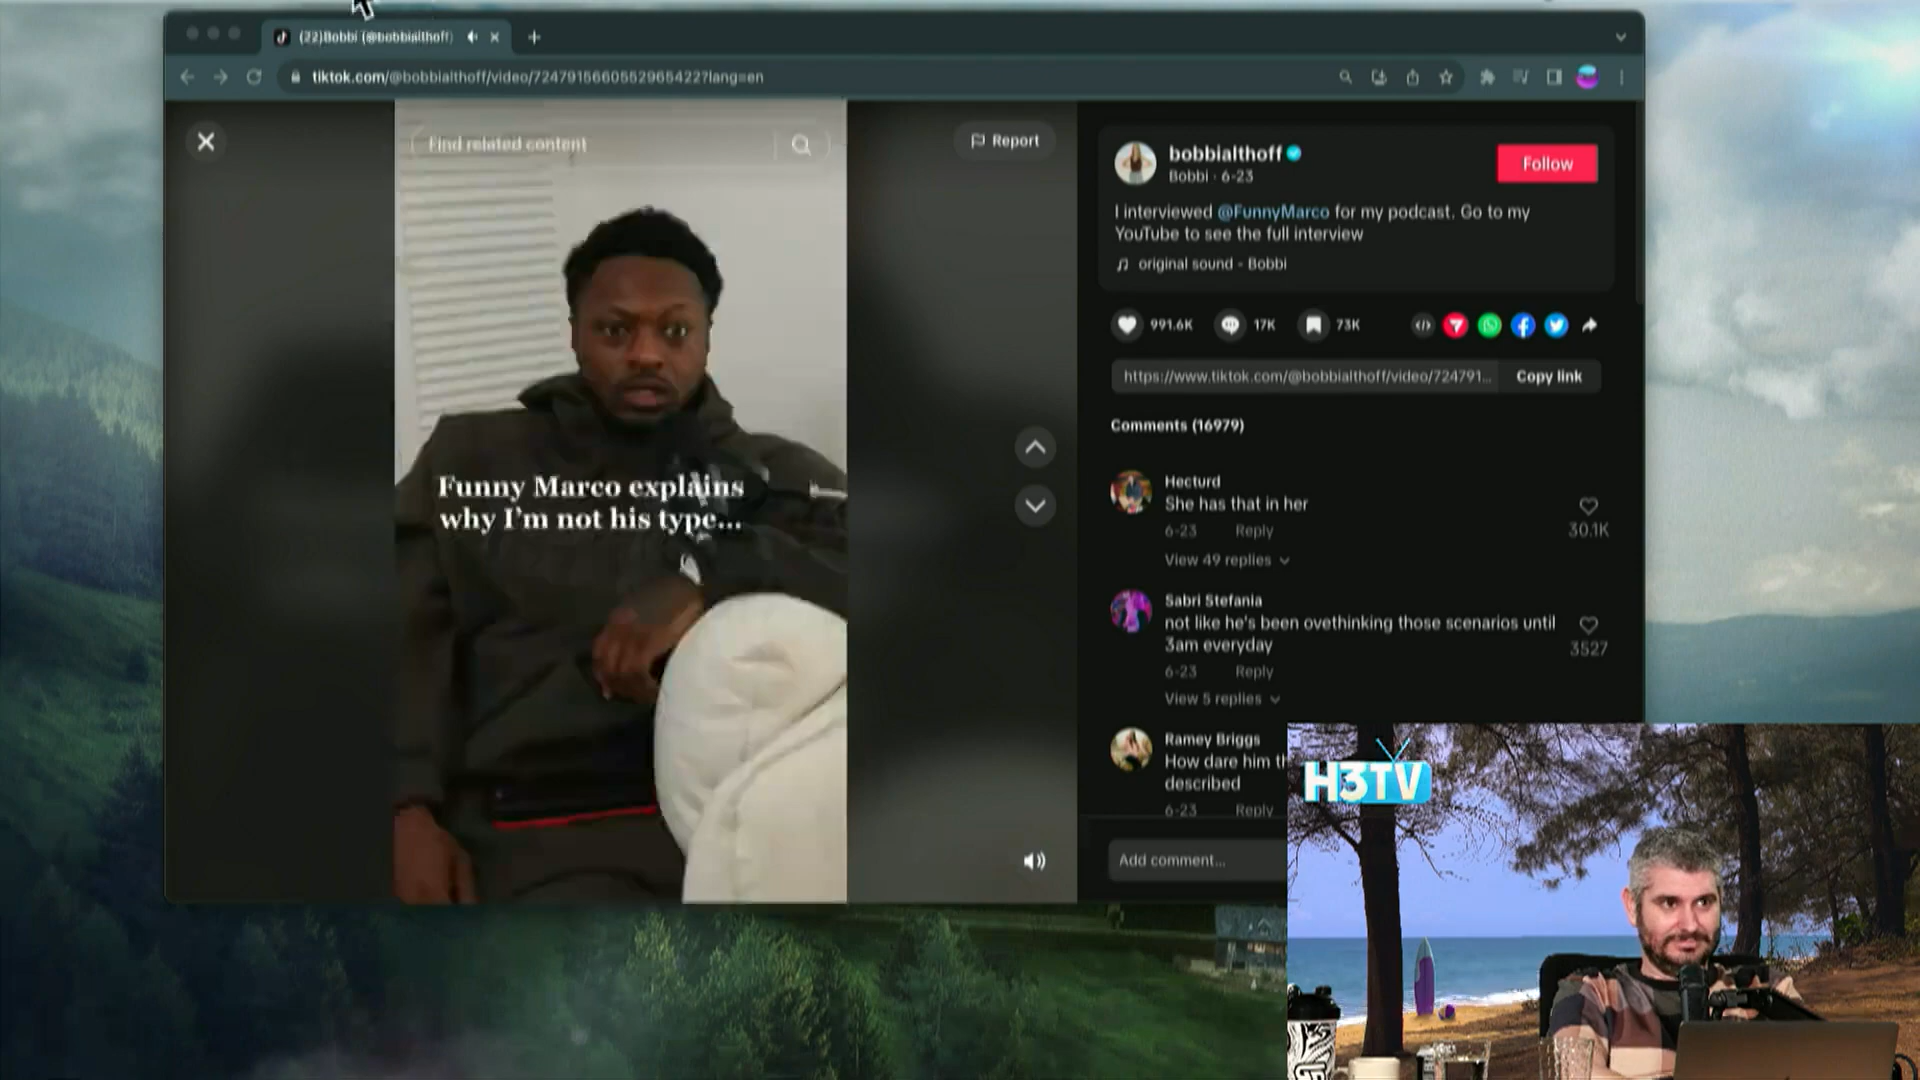 (22)Bobbi (@bobbialthoff)
tiktok.com/@bobbialthoff/video/7247915660552965422?lang=en
Find related content
Report
Funny Marco explains
why I'm not his type...
bobbialthoff
Bobbi · 6-23
Follow
I interviewed @FunnyMarco for my podcast. Go to my
YouTube to see the full interview
original sound - Bobbi
991.6K
17K
73K
https://www.tiktok.com/@bobbialthoff/video/724791...
Copy link
Comments (16979)
Hecturd
She has that in her
6-23 Reply
30.1K
View 49 replies
Sabri Stefania
not like he's been ovethinking those scenarios until
3am everyday
3527
6-23 Reply
View 5 replies
Ramey Briggs
How dare him th
described
6-23 Reply
Add comment...
H3TV